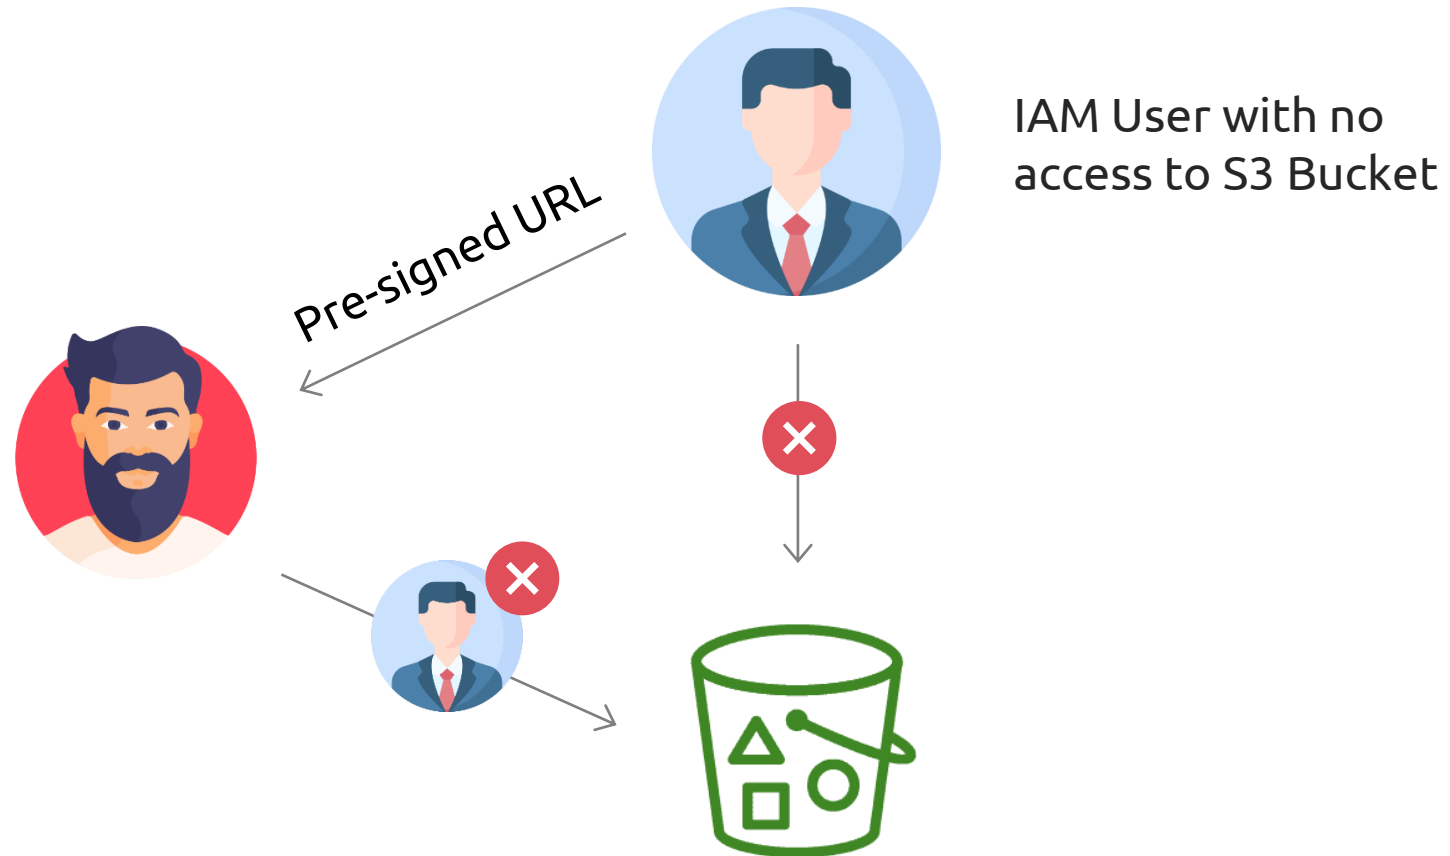 IAM User with no
access to S3 Bucket
Pre-signed URL